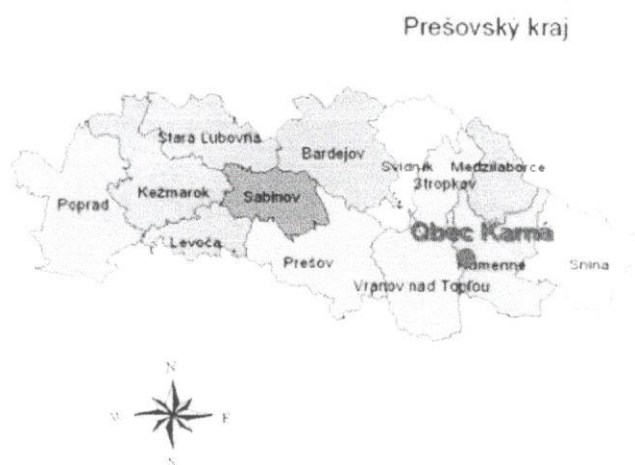 Prešovský kraj
Stará Ľubovňa
Bardejov
Svidník
Medzilaborce
Stropkov
Kežmarok
Sabinov
Poprad
Obec Karná
Levoča
Prešov
Humenné
Snina
Vranov nad Topľou
N
W
E
S